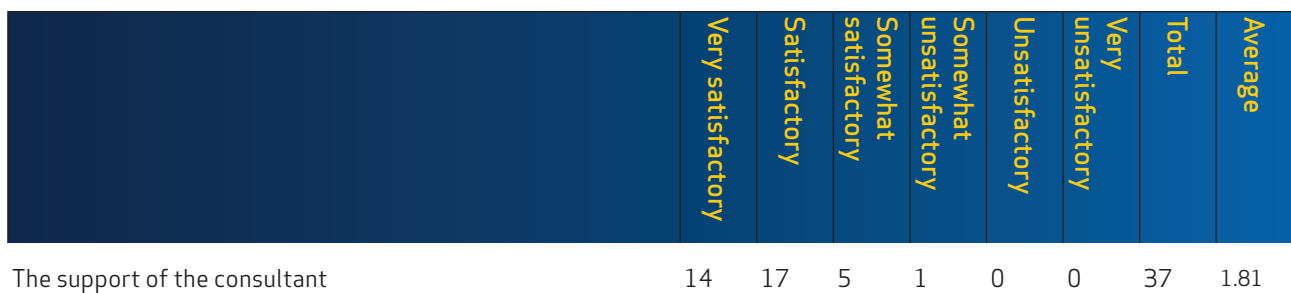 Very satisfactory
Satisfactory
Somewhat
satisfactory
Somewhat
unsatisfactory
Unsatisfactory
Very
unsatisfactory
Total
Average
The support of the consultant 14 17 5 1 0 0 37 1.81